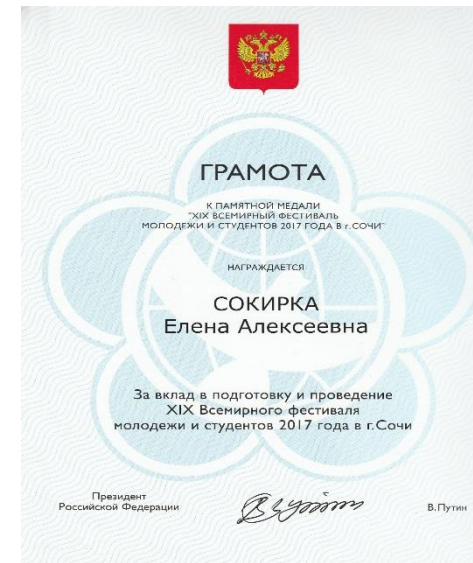 ГРАМОТА
К ПАМЯТНОЙ МЕДАЛИ
"XIX ВСЕМИРНЫЙ ФЕСТИВАЛЬ
МОЛОДЕЖИ И СТУДЕНТОВ 2017 ГОДА В г.СОЧИ"
НАГРАЖДАЕТСЯ
СОКИРКА
Елена Алексеевна
За вклад в подготовку и проведение
XIX Всемирного фестиваля
молодежи и студентов 2017 года в г.Сочи
Президент
Российской Федерации
В.Путин